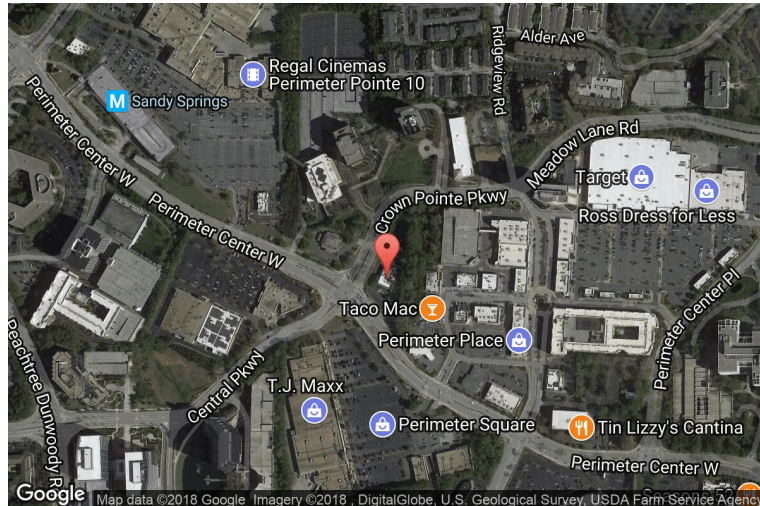 Alder Ave
Ridgeview Rd
Regal Cinemas
Perimeter Pointe 10
M
Sandy Springs
Perimeter Center W
Meadow Lane Rd
Target
Crown Pointe Pkwy
Perimeter Center W
Ross Dress for Less
Taco Mac
Perimeter Place
Perimeter Center Pl
Peachtree Dunwoody Rd
Central Pkwy
T.J. Maxx
Perimeter Square
Tin Lizzy's Cantina
Perimeter Center W
Seasons 52
Google
Map data ©2018 Google Imagery ©2018 , DigitalGlobe, U.S. Geological Survey, USDA Farm Service Agency